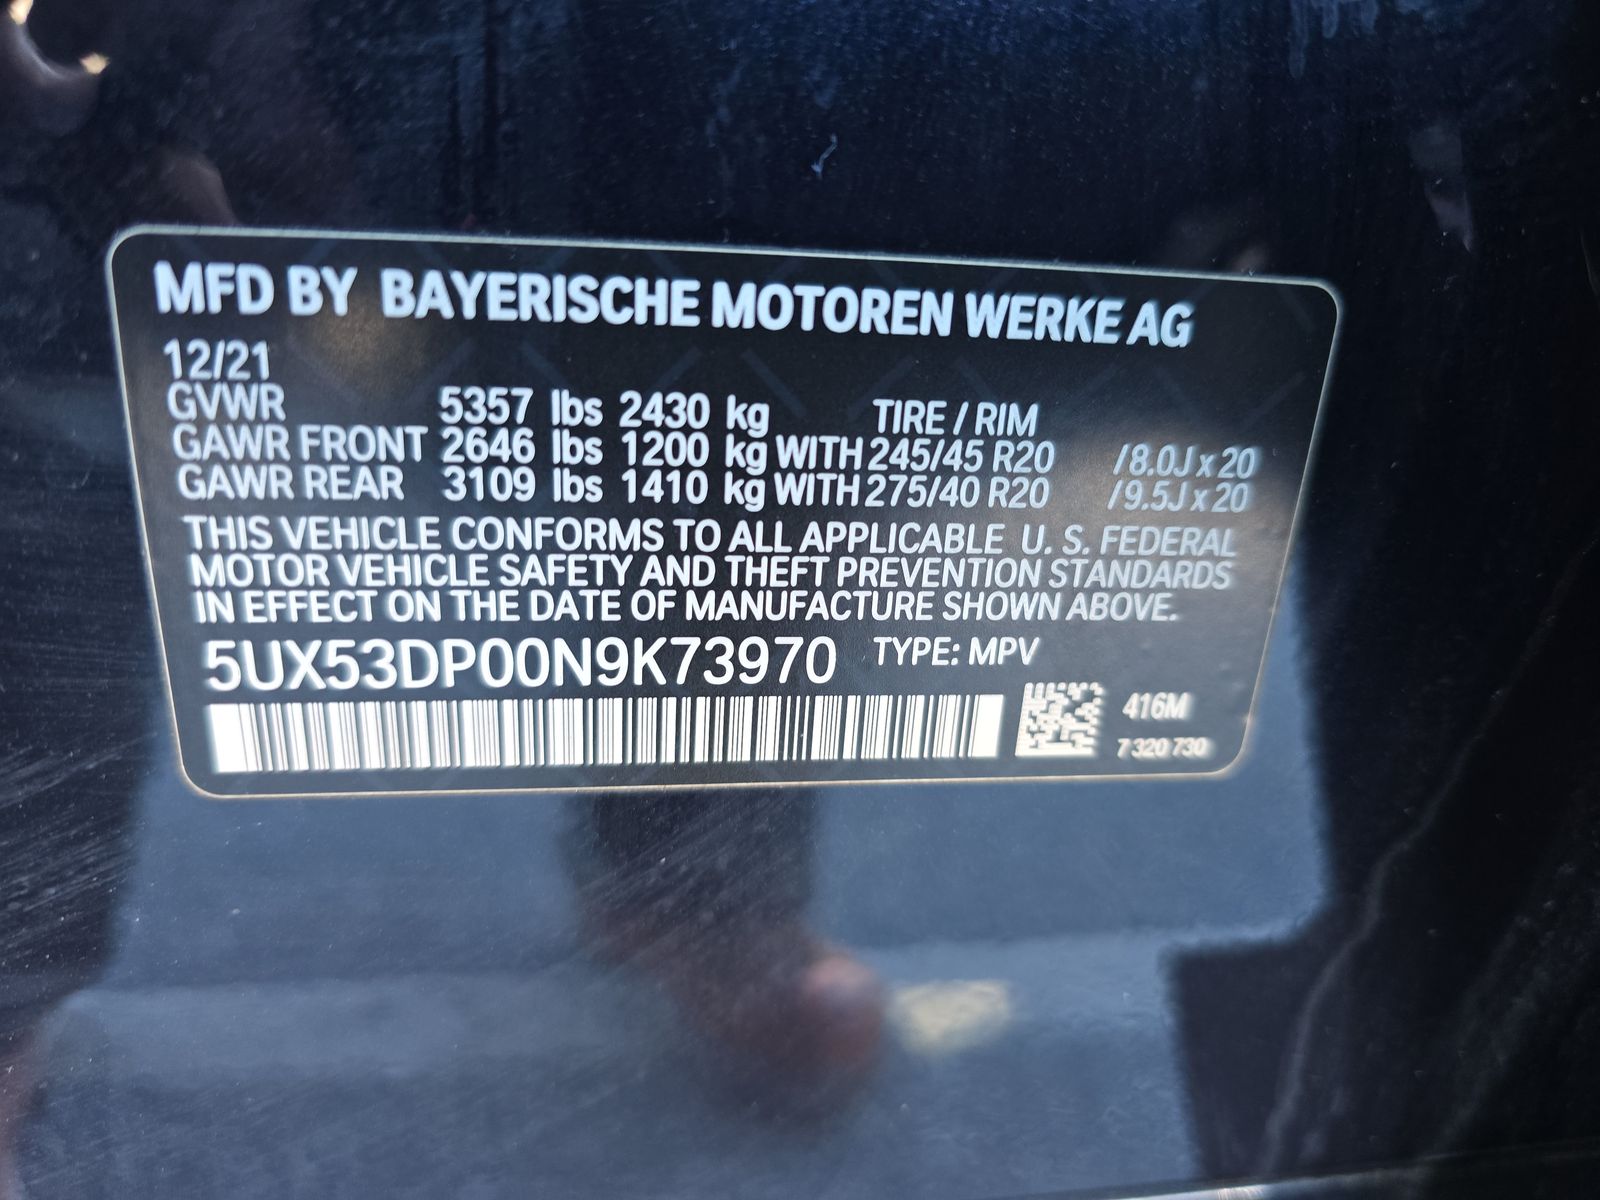 MFD BY BAYERISCHE MOTOREN WERKE AG
12/21
GVWR 5357 lbs 2430 kg TIRE / RIM
GAWR FRONT 2646 lbs 1200 kg WITH 245/45 R20 /8.0J x 20
GAWR REAR 3109 lbs 1410 kg WITH 275/40 R20 /9.5J x 20
THIS VEHICLE CONFORMS TO ALL APPLICABLE U. S. FEDERAL
MOTOR VEHICLE SAFETY AND THEFT PREVENTION STANDARDS
IN EFFECT ON THE DATE OF MANUFACTURE SHOWN ABOVE.
5UX53DP00N9K73970 TYPE: MPV
416M
7 320 730